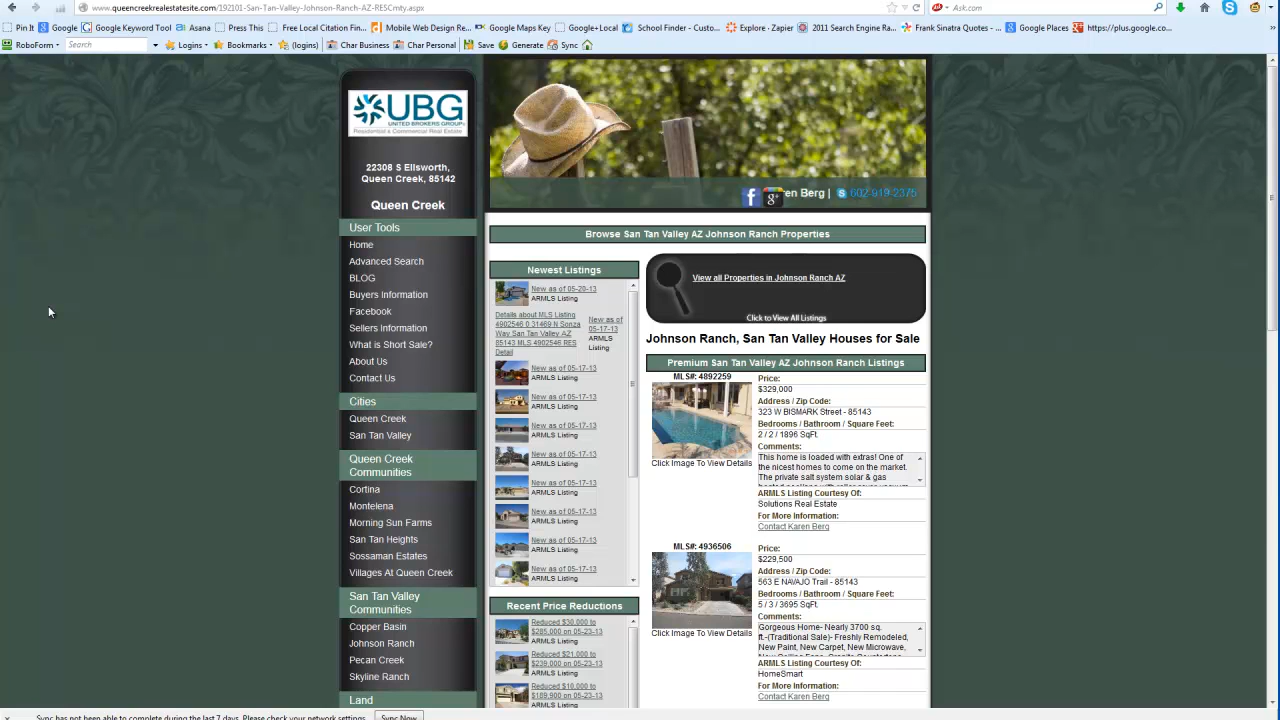 www.queencreekrealestatesite.com/192101-San-Tan-Valley-Johnson-Ranch-AZ-RESCmty.aspx
Ask.com
Pin It
Google
Google Keyword Tool
Asana
Press This
Free Local Citation Fin...
Mobile Web Design Re...
Google Maps Key
Google+Local
School Finder - Custo...
Explore · Zapier
2011 Search Engine Ra...
Frank Sinatra Quotes - ...
Google Places
https://plus.google.co...
RoboForm
Search
Logins
Bookmarks
(logins)
Char Business
Char Personal
Save
Generate
Sync
UBG
UNITED BROKERS GROUP
Residential & Commercial Real Estate
22308 S Ellsworth,
Queen Creek, 85142
Queen Creek
User Tools
Home
Advanced Search
BLOG
Buyers Information
Facebook
Sellers Information
What is Short Sale?
About Us
Contact Us
Cities
Queen Creek
San Tan Valley
Queen Creek
Communities
Cortina
Montelena
Morning Sun Farms
San Tan Heights
Sossaman Estates
Villages At Queen Creek
San Tan Valley
Communities
Copper Basin
Johnson Ranch
Pecan Creek
Skyline Ranch
Land
ren Berg | 602-919-2375
Browse San Tan Valley AZ Johnson Ranch Properties
Newest Listings
New as of 05-20-13
ARMLS Listing
Details about MLS Listing
4902546 0 31469 N Sonza
Way San Tan Valley AZ
85143 MLS 4902546 RES
Detail
New as of
05-17-13
ARMLS
Listing
New as of 05-17-13
ARMLS Listing
New as of 05-17-13
ARMLS Listing
New as of 05-17-13
ARMLS Listing
New as of 05-17-13
ARMLS Listing
New as of 05-17-13
ARMLS Listing
New as of 05-17-13
ARMLS Listing
New as of 05-17-13
ARMLS Listing
New as of 05-17-13
ARMLS Listing
Recent Price Reductions
Reduced $30,000 to
$285,000 on 05-23-13
ARMLS Listing
Reduced $21,000 to
$239,000 on 05-23-13
ARMLS Listing
Reduced $10,000 to
$189,900 on 05-23-13
ARMLS Listing
View all Properties in Johnson Ranch AZ
Click to View All Listings
Johnson Ranch, San Tan Valley Houses for Sale
Premium San Tan Valley AZ Johnson Ranch Listings
MLS#: 4892259
Click Image To View Details
Price:
$329,000
Address / Zip Code:
323 W BISMARK Street - 85143
Bedrooms / Bathroom / Square Feet:
2 / 2 / 1896 SqFt.
Comments:
This home is loaded with extras! One of
the nicest homes to come on the market.
The private salt system solar & gas
ARMLS Listing Courtesy Of:
Solutions Real Estate
For More Information:
Contact Karen Berg
MLS#: 4936506
Click Image To View Details
Price:
$229,500
Address / Zip Code:
563 E NAVAJO Trail - 85143
Bedrooms / Bathroom / Square Feet:
5 / 3 / 3695 SqFt.
Comments:
Gorgeous Home- Nearly 3700 sq.
ft.-(Traditional Sale)- Freshly Remodeled,
New Paint, New Carpet, New Microwave,
ARMLS Listing Courtesy Of:
HomeSmart
For More Information:
Contact Karen Berg
Sync has not been able to complete during the last 7 days. Please check your network settings.
Sync Now